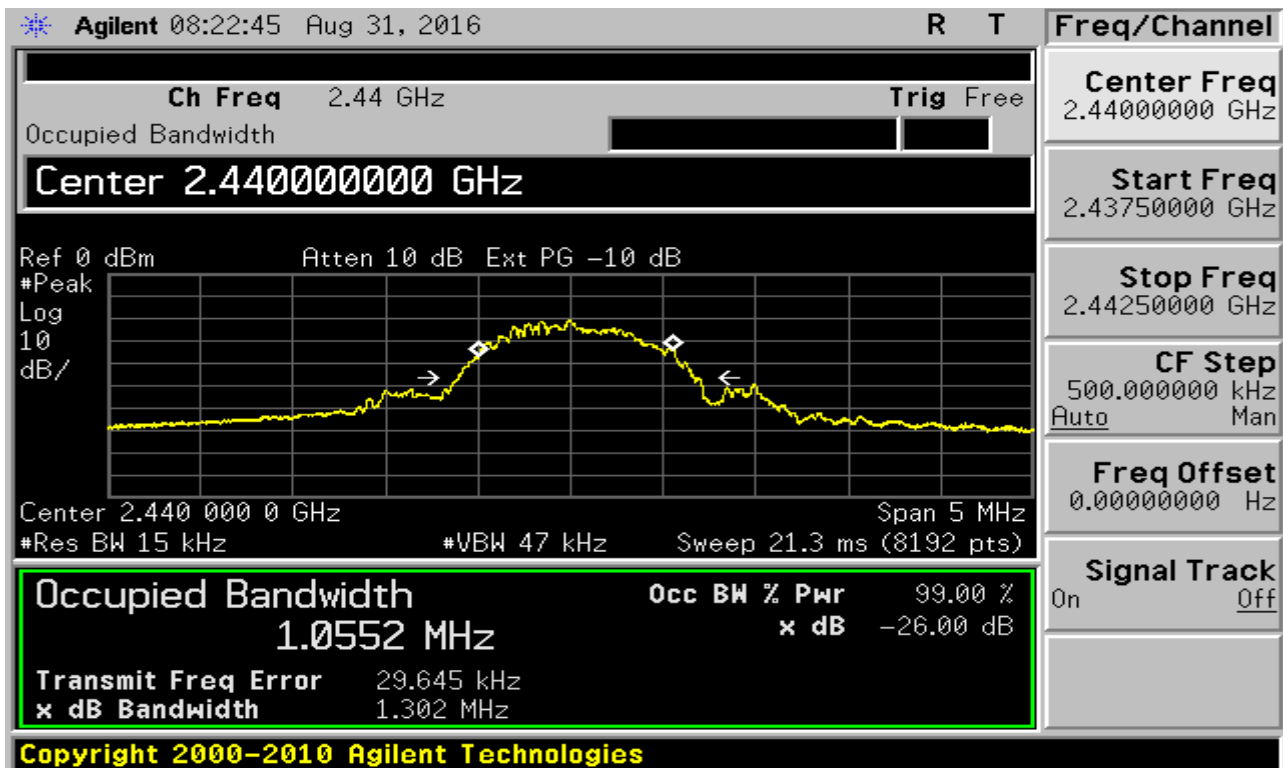 Agilent 08:22:45 Aug 31, 2016 R T
Freq/Channel
Ch Freq 2.44 GHz Trig Free
Occupied Bandwidth
Center 2.440000000 GHz
Ref 0 dBm Atten 10 dB Ext PG -10 dB
#Peak
Log
10
dB/
Center 2.440 000 0 GHz Span 5 MHz
#Res BW 15 kHz #VBW 47 kHz Sweep 21.3 ms (8192 pts)
Occupied Bandwidth Occ BW % Pwr 99.00 %
1.0552 MHz x dB -26.00 dB
Transmit Freq Error 29.645 kHz
x dB Bandwidth 1.302 MHz
Center Freq
2.44000000 GHz
Start Freq
2.43750000 GHz
Stop Freq
2.44250000 GHz
CF Step
500.000000 kHz
Auto Man
Freq Offset
0.00000000 Hz
Signal Track
On Off
Copyright 2000-2010 Agilent Technologies